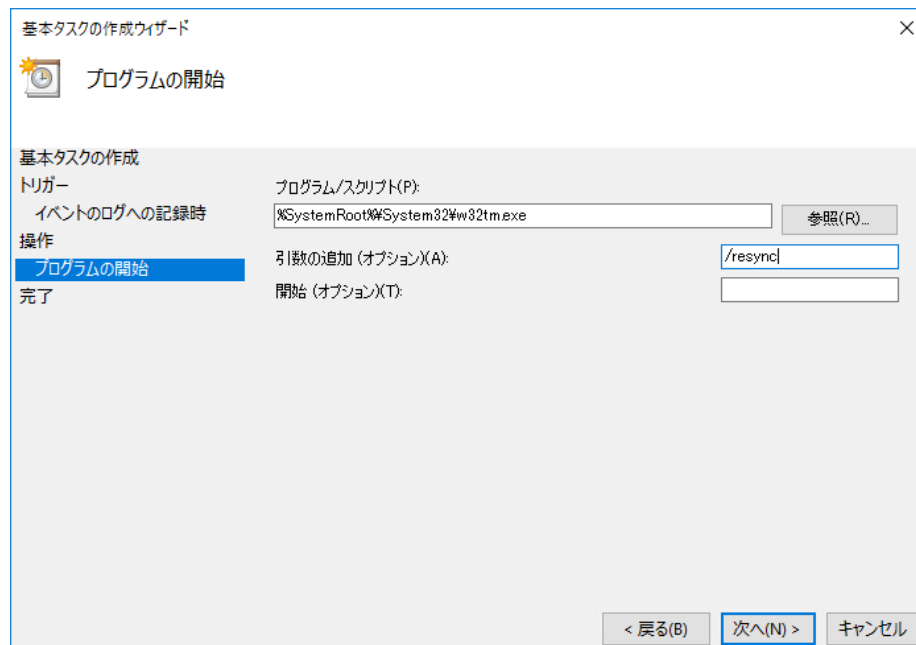 基本タスクの作成ウィザード
プログラムの開始
基本タスクの作成
トリガー
イベントのログへの記録時
操作
プログラムの開始
完了
プログラム/スクリプト(P):
%SystemRoot%¥System32¥w32tm.exe
参照(R)...
引数の追加 (オプション)(A):
/resync
開始 (オプション)(T):
< 戻る(B)
次へ(N) >
キャンセル